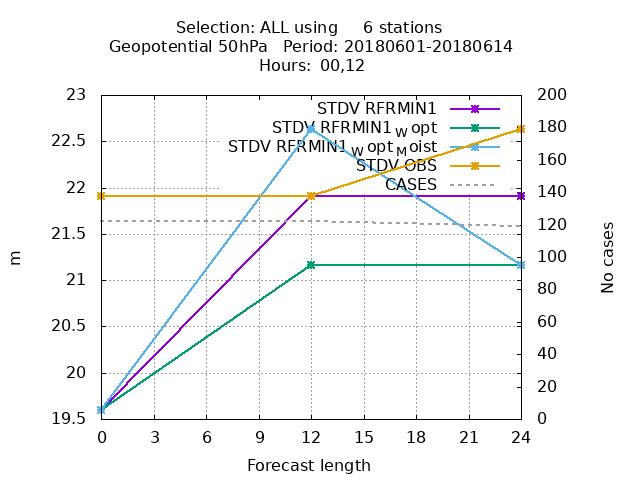 Selection: ALL using 6 stations
Geopotential 50hPa Period: 20180601-20180614
Hours: 00,12
STDV RFRMIN1
STDV RFRMIN1_W opt
STDV RFRMIN1_W opt_M oist
STDV OBS
CASES
23
22.5
22
21.5
21
20.5
20
19.5
200
180
160
140
120
100
80
60
40
20
0
m
No cases
0 3 6 9 12 15 18 21 24
Forecast length